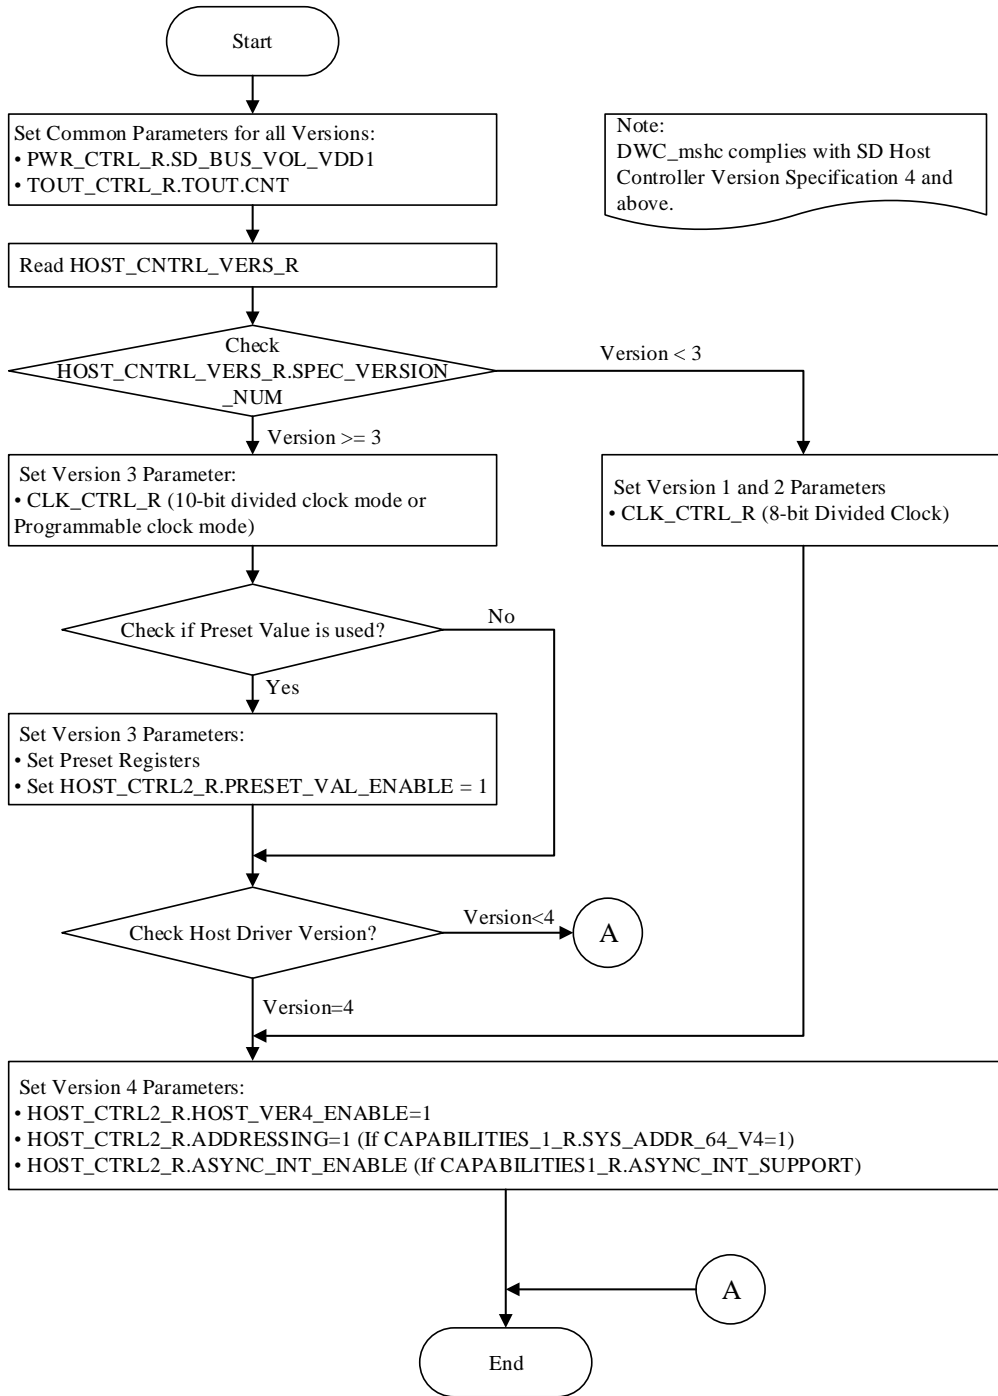 Start
Set Common Parameters for all Versions:
• PWR_CTRL_R.SD_BUS_VOL_VDD1
• TOUT_CTRL_R.TOUT.CNT
Note:
DWC_mshc complies with SD Host
Controller Version Specification 4 and
above.
Read HOST_CNTRL_VERS_R
Check
HOST_CNTRL_VERS_R.SPEC_VERSION
_NUM
Version < 3
Version >= 3
Set Version 3 Parameter:
• CLK_CTRL_R (10-bit divided clock mode or
Programmable clock mode)
Set Version 1 and 2 Parameters
• CLK_CTRL_R (8-bit Divided Clock)
Check if Preset Value is used?
No
Yes
Set Version 3 Parameters:
• Set Preset Registers
• Set HOST_CTRL2_R.PRESET_VAL_ENABLE = 1
Check Host Driver Version?
Version<4
A
Version=4
Set Version 4 Parameters:
• HOST_CTRL2_R.HOST_VER4_ENABLE=1
• HOST_CTRL2_R.ADDRESSING=1 (If CAPABILITIES_1_R.SYS_ADDR_64_V4=1)
• HOST_CTRL2_R.ASYNC_INT_ENABLE (If CAPABILITIES1_R.ASYNC_INT_SUPPORT)
A
End